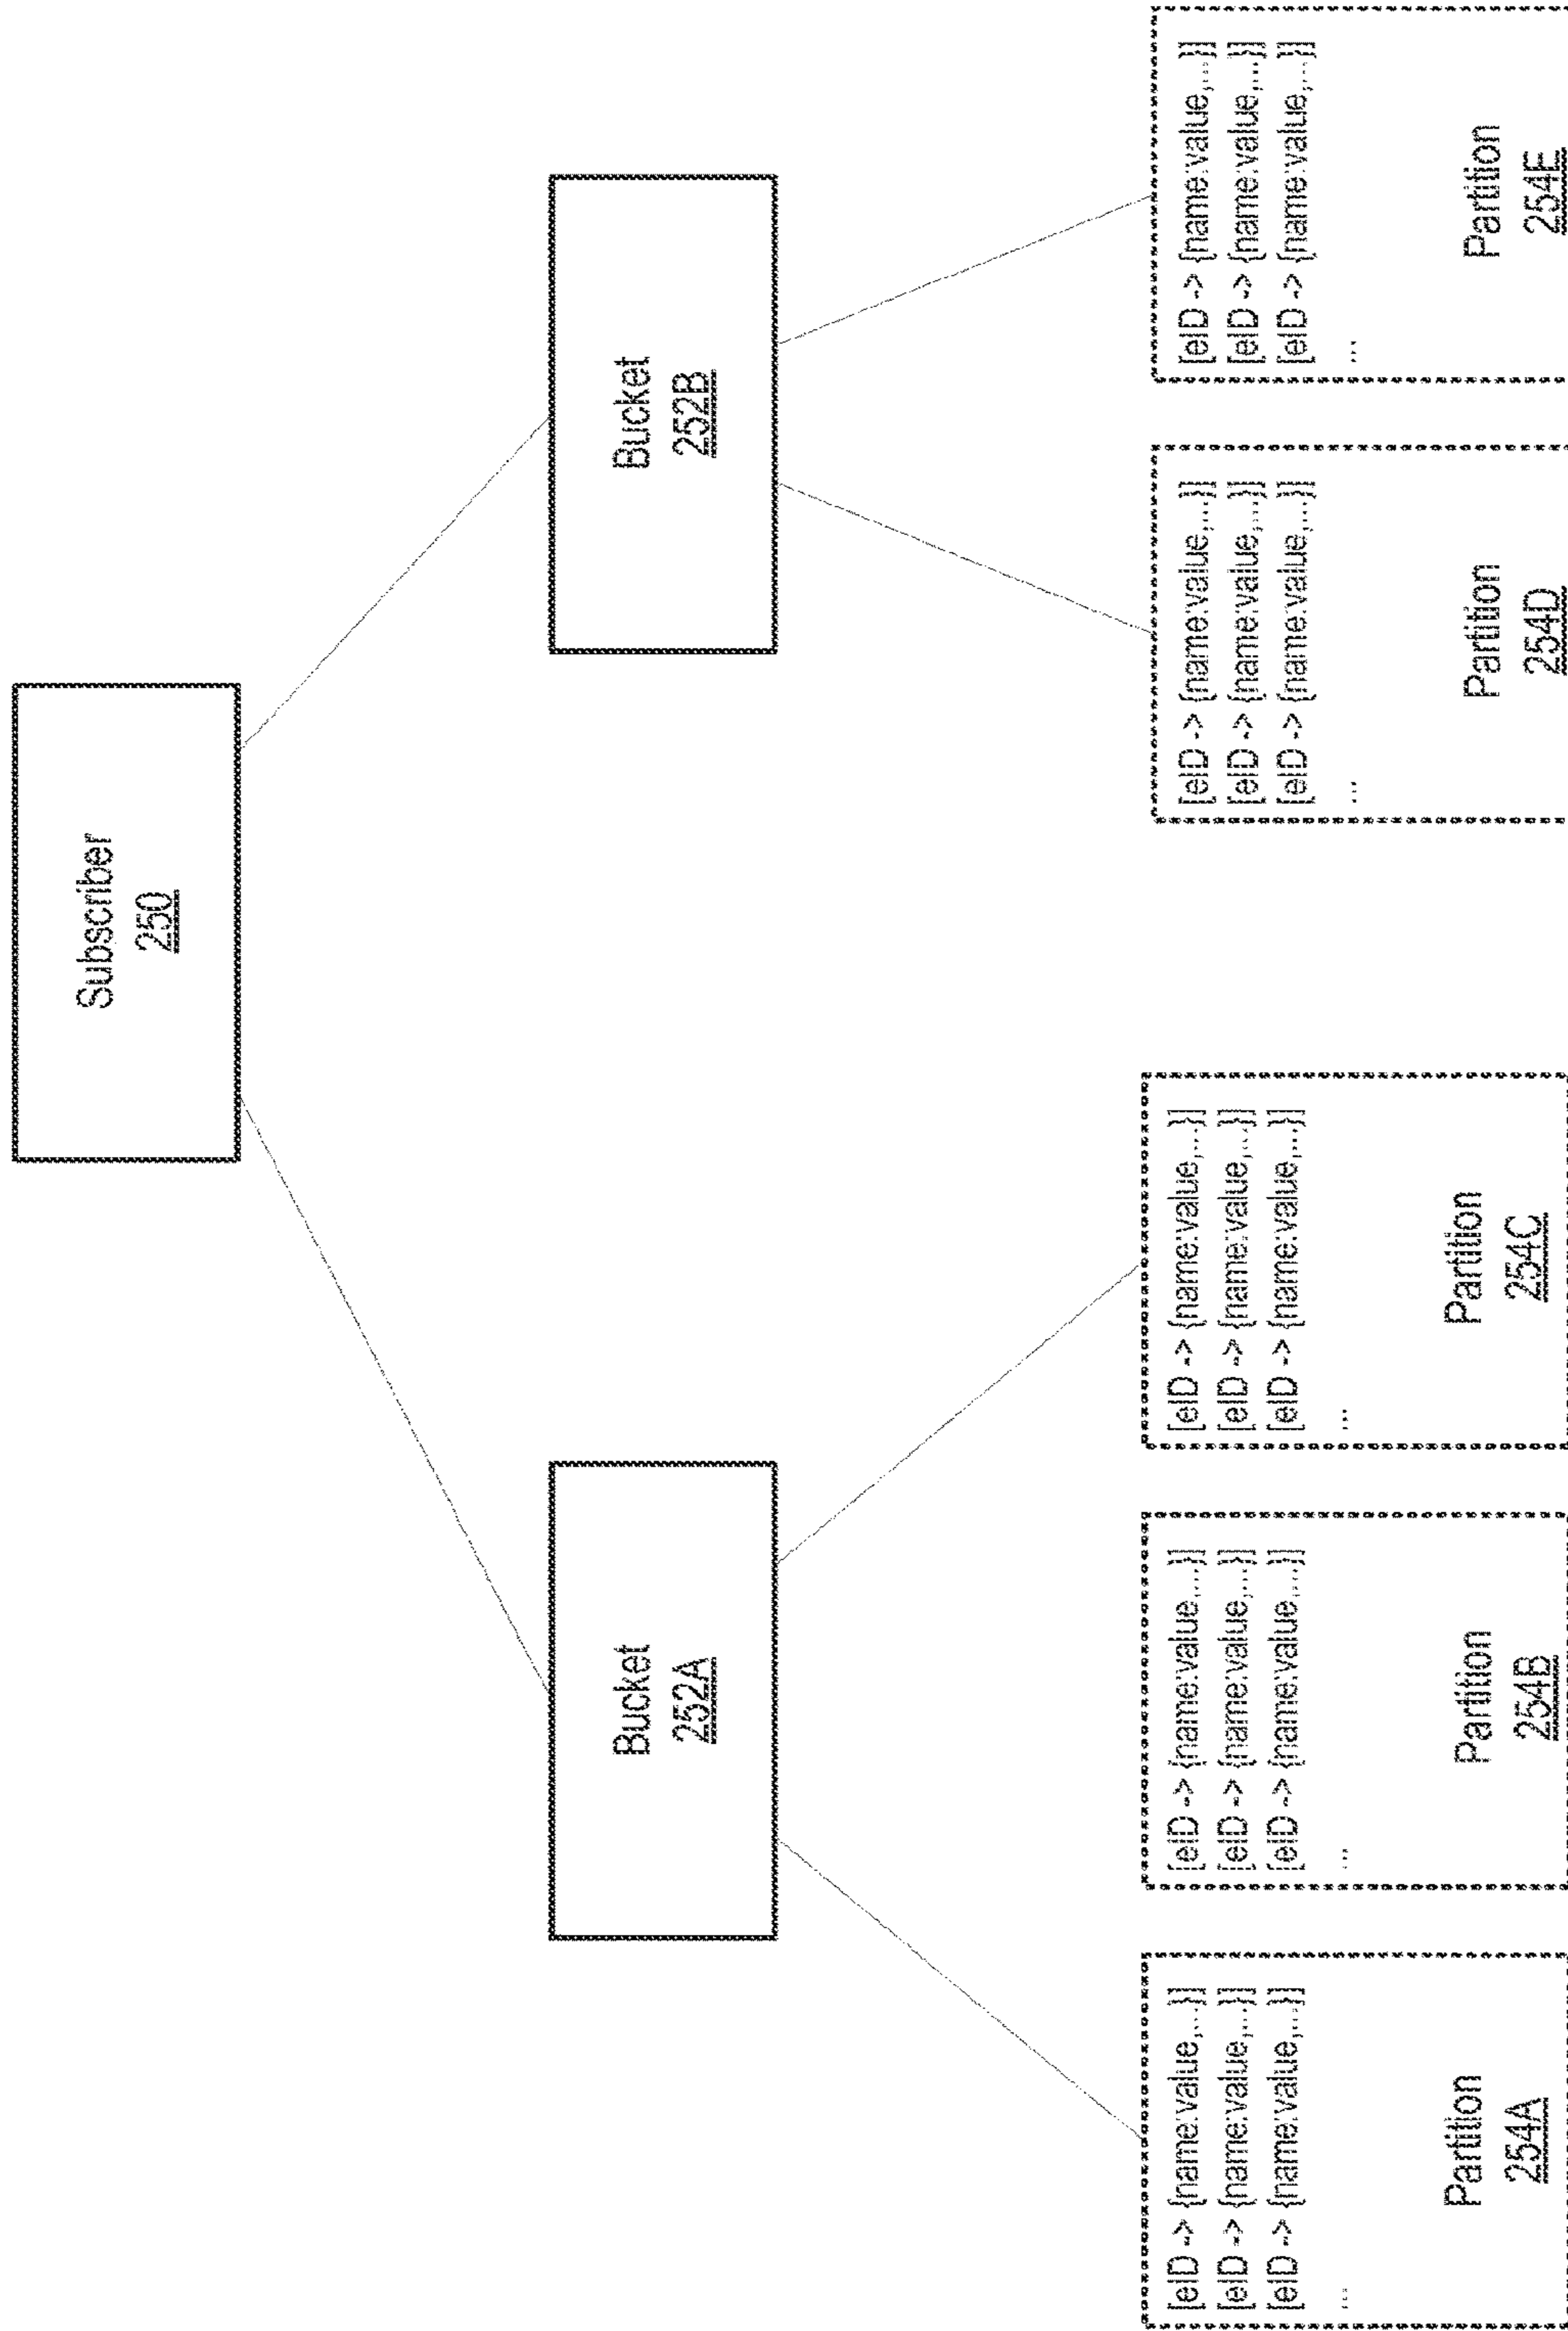 Subscriber
250
Bucket
252A
Bucket
252B
[eID -> {name:value,...}]
[eID -> {name:value,...}]
[eID -> {name:value,...}]
...
Partition
254A
[eID -> {name:value,...}]
[eID -> {name:value,...}]
[eID -> {name:value,...}]
...
Partition
254B
[eID -> {name:value,...}]
[eID -> {name:value,...}]
[eID -> {name:value,...}]
...
Partition
254C
[eID -> {name:value,...}]
[eID -> {name:value,...}]
[eID -> {name:value,...}]
...
Partition
254D
[eID -> {name:value,...}]
[eID -> {name:value,...}]
[eID -> {name:value,...}]
...
Partition
254E